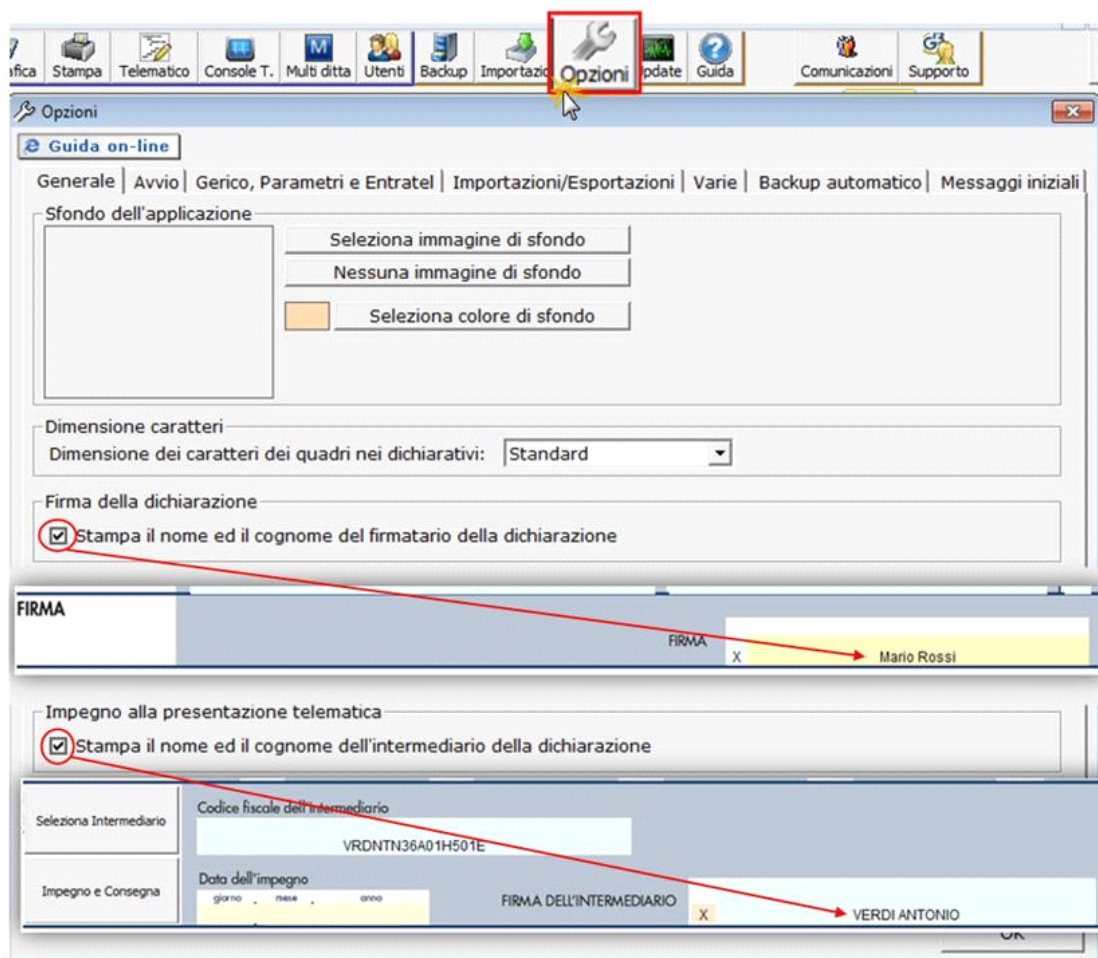 Stampa Telematico Console T. Multi ditta Utenti Backup Opzioni Guida Comunicazioni Supporto
Opzioni
Guida on-line
Generale Avvio Gerico, Parametri e Entratel Importazioni/Esportazioni Varie Backup automatico Messaggi iniziali
Sfondo dell'applicazione
Seleziona immagine di sfondo
Nessuna immagine di sfondo
Seleziona colore di sfondo
Dimensione caratteri
Dimensione dei caratteri dei quadri nei dichiarativi: Standard
Firma della dichiarazione
Stampa il nome ed il cognome del firmatario della dichiarazione
FIRMA
FIRMA
X Mario Rossi
Impegno alla presentazione telematica
Stampa il nome ed il cognome dell'intermediario della dichiarazione
Seleziona Intermediario
Codice fiscale dell'intermediario
VRDNTN36A01H501E
Impegno e Consegna
Data dell'impegno
giorno mese anno
FIRMA DELL'INTERMEDIARIO
X VERDI ANTONIO
OK